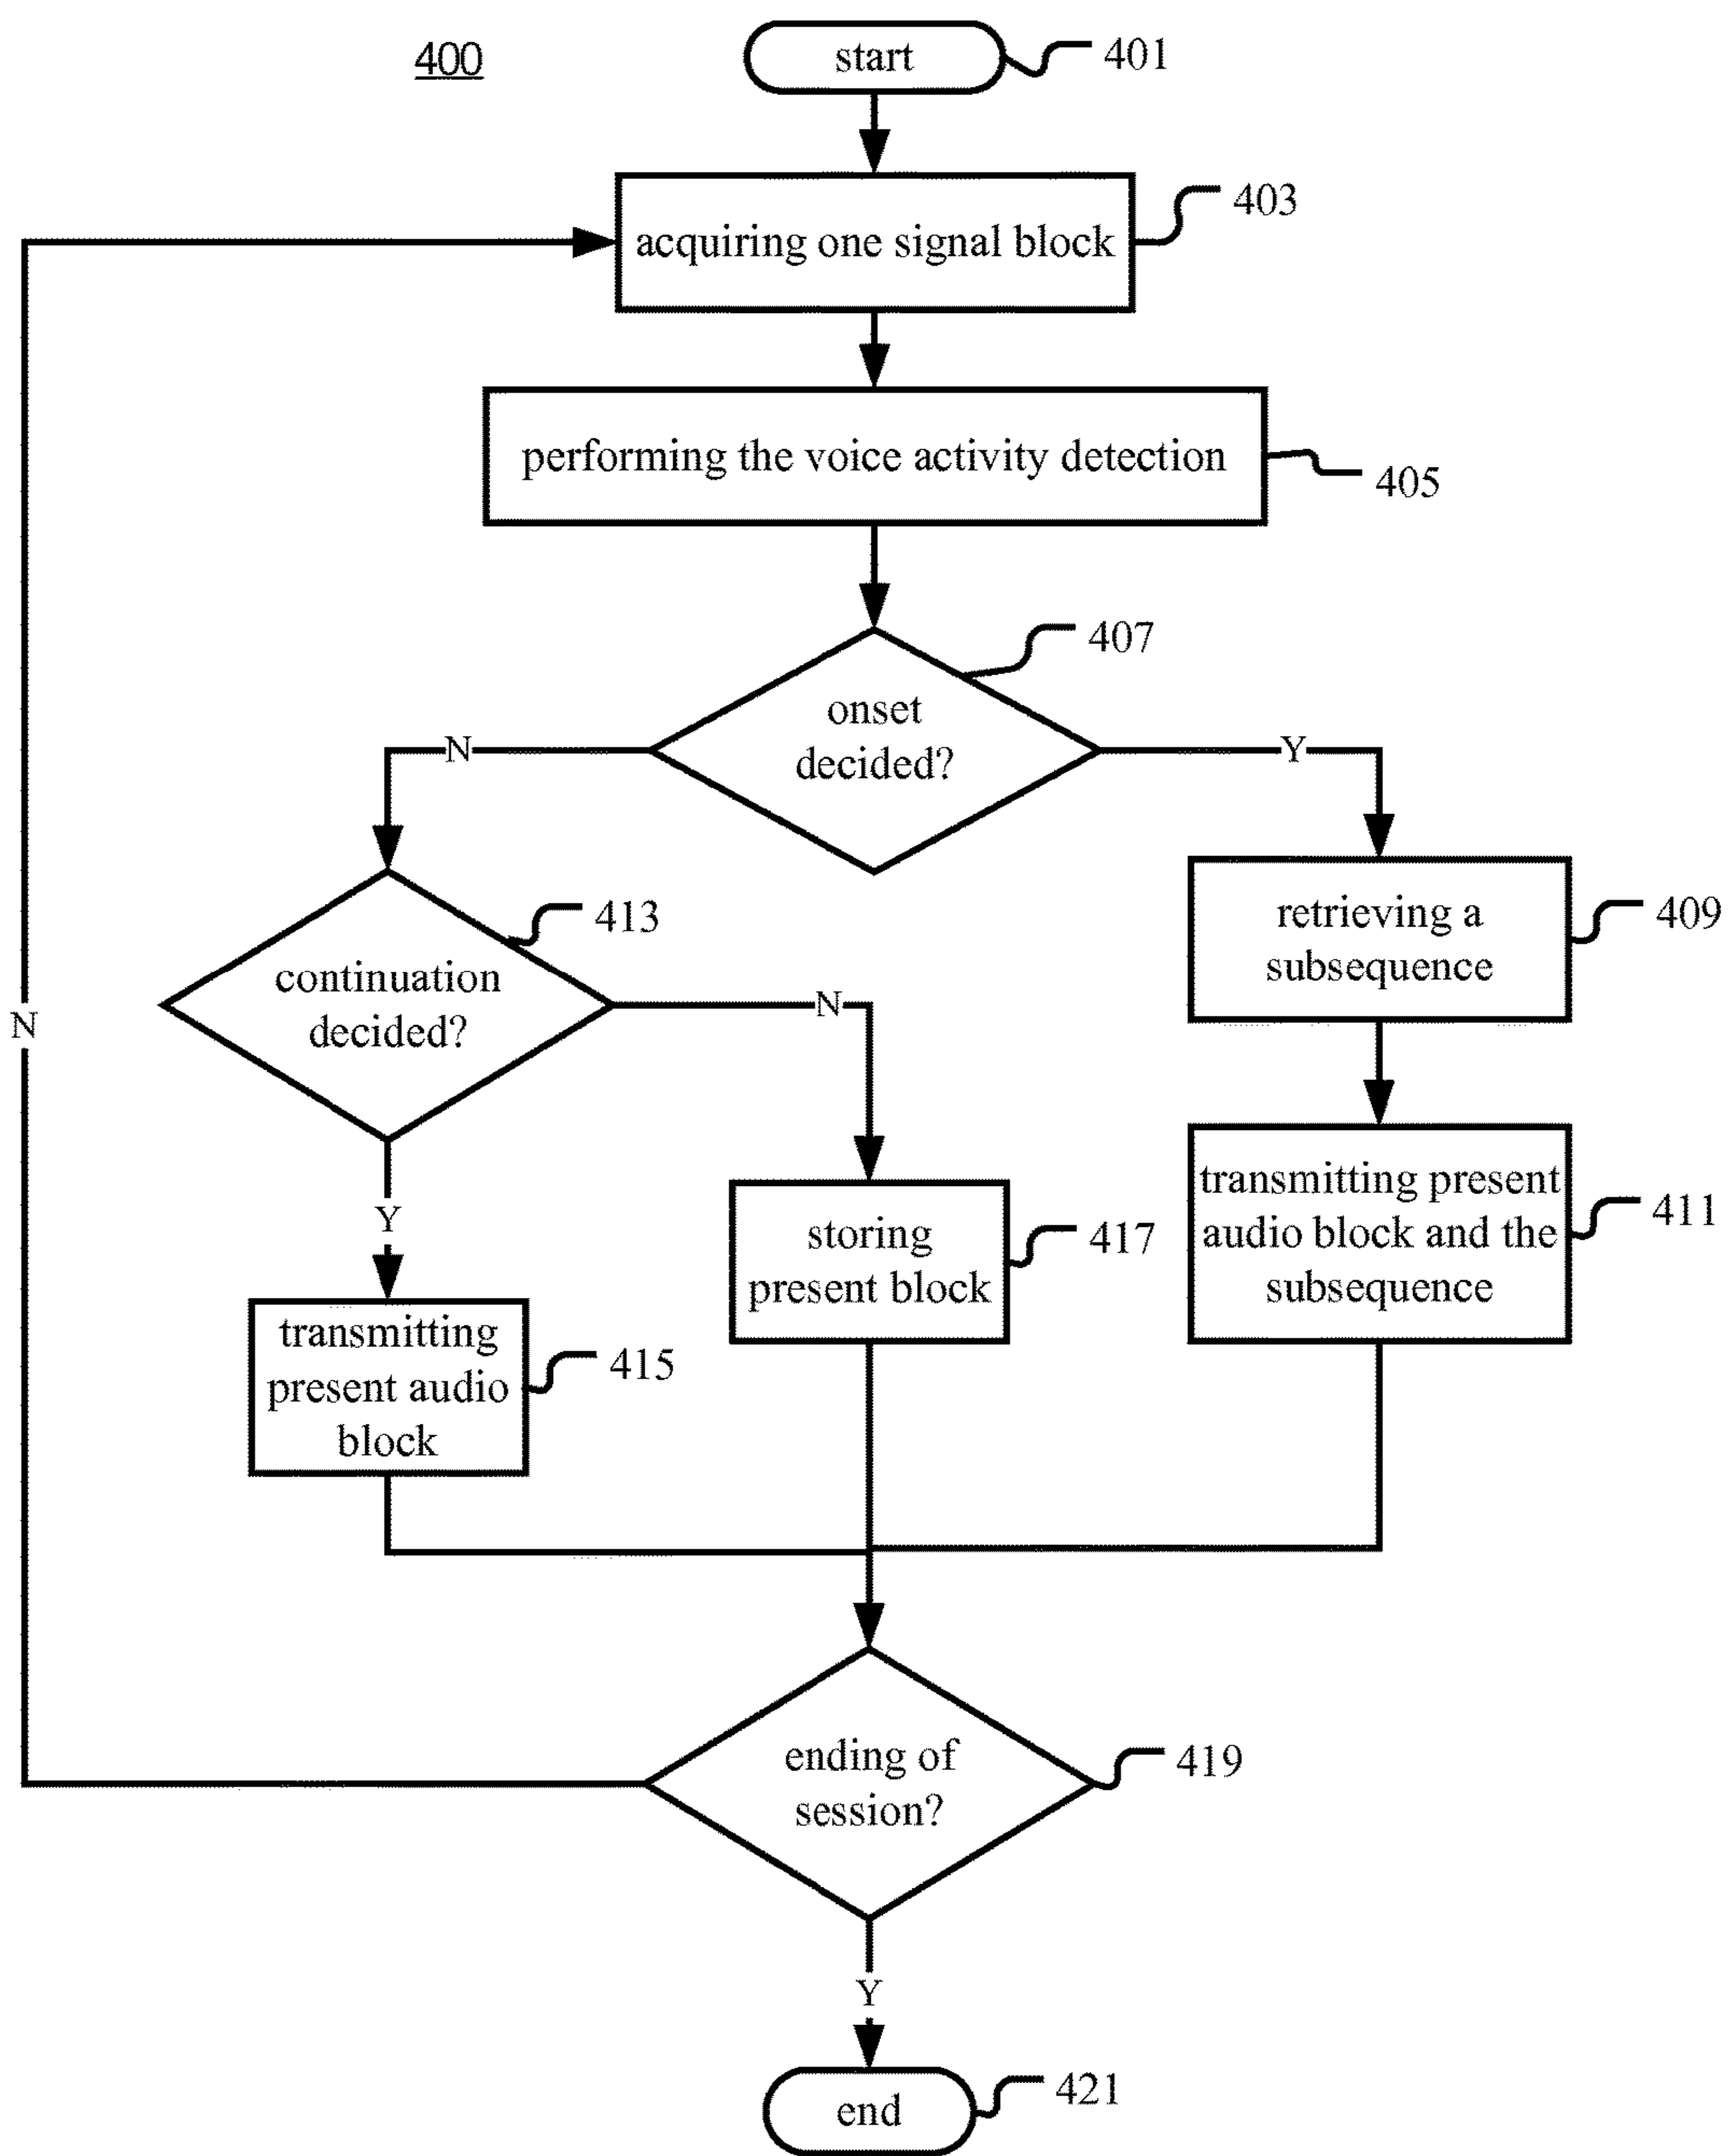 400
start
401
acquiring one signal block
403
performing the voice activity detection
405
onset
decided?
407
N
Y
retrieving a
subsequence
409
continuation
decided?
413
N
N
Y
transmitting present
audio block and the
subsequence
411
storing
present block
417
transmitting
present audio
block
415
ending of
session?
419
Y
end
421